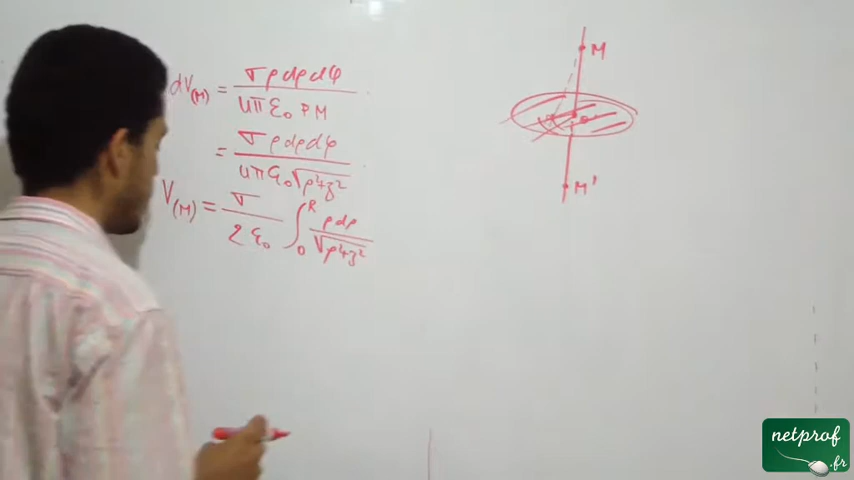 dV(M) = σ ρ dρ dφ / 4π ε₀ PM
= σ ρ dρ dφ / 4π ε₀ √ρ²+z²
V(M) = σ / 2 ε₀ ∫₀ᴿ ρ dρ / √ρ²+z²
M
M'
netprof
.fr